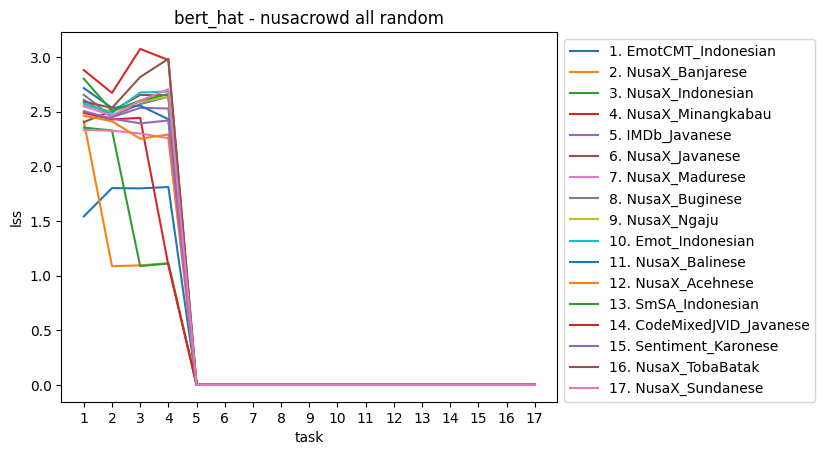 bert_hat - nusacrowd all random
lss
3.0
2.5
2.0
1.5
1.0
0.5
0.0
1 2 3 4 5 6 7 8 9 10 11 12 13 14 15 16 17
task
1. EmotCMT_Indonesian
2. NusaX_Banjarese
3. NusaX_Indonesian
4. NusaX_Minangkabau
5. IMDb_Javanese
6. NusaX_Javanese
7. NusaX_Madurese
8. NusaX_Buginese
9. NusaX_Ngaju
10. Emot_Indonesian
11. NusaX_Balinese
12. NusaX_Acehnese
13. SmSA_Indonesian
14. CodeMixedJVID_Javanese
15. Sentiment_Karonese
16. NusaX_TobaBatak
17. NusaX_Sundanese